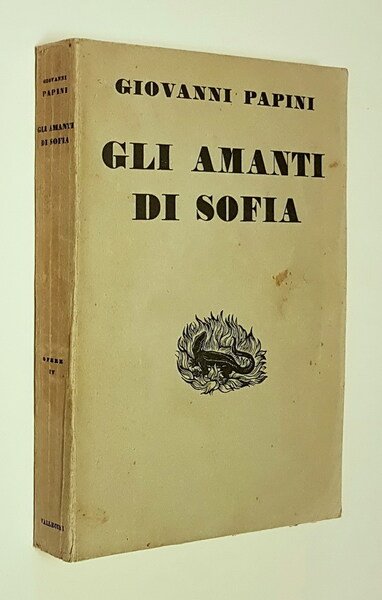 GIOVANNI
PAPINI
GLI AMANTI
DI SOFIA
OPERE
IV
VALLECCHI
GIOVANNI PAPINI
GLI AMANTI
DI SOFIA